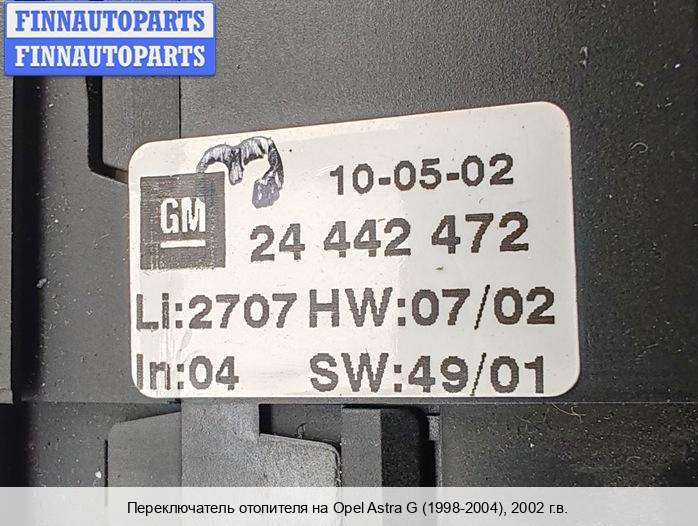 FINNAUTOPARTS
FINNAUTOPARTS
10-05-02
GM
24 442 472
Li:2707 HW:07/02
In:04 SW:49/01
Переключатель отопителя на Opel Astra G (1998-2004), 2002 г.в.